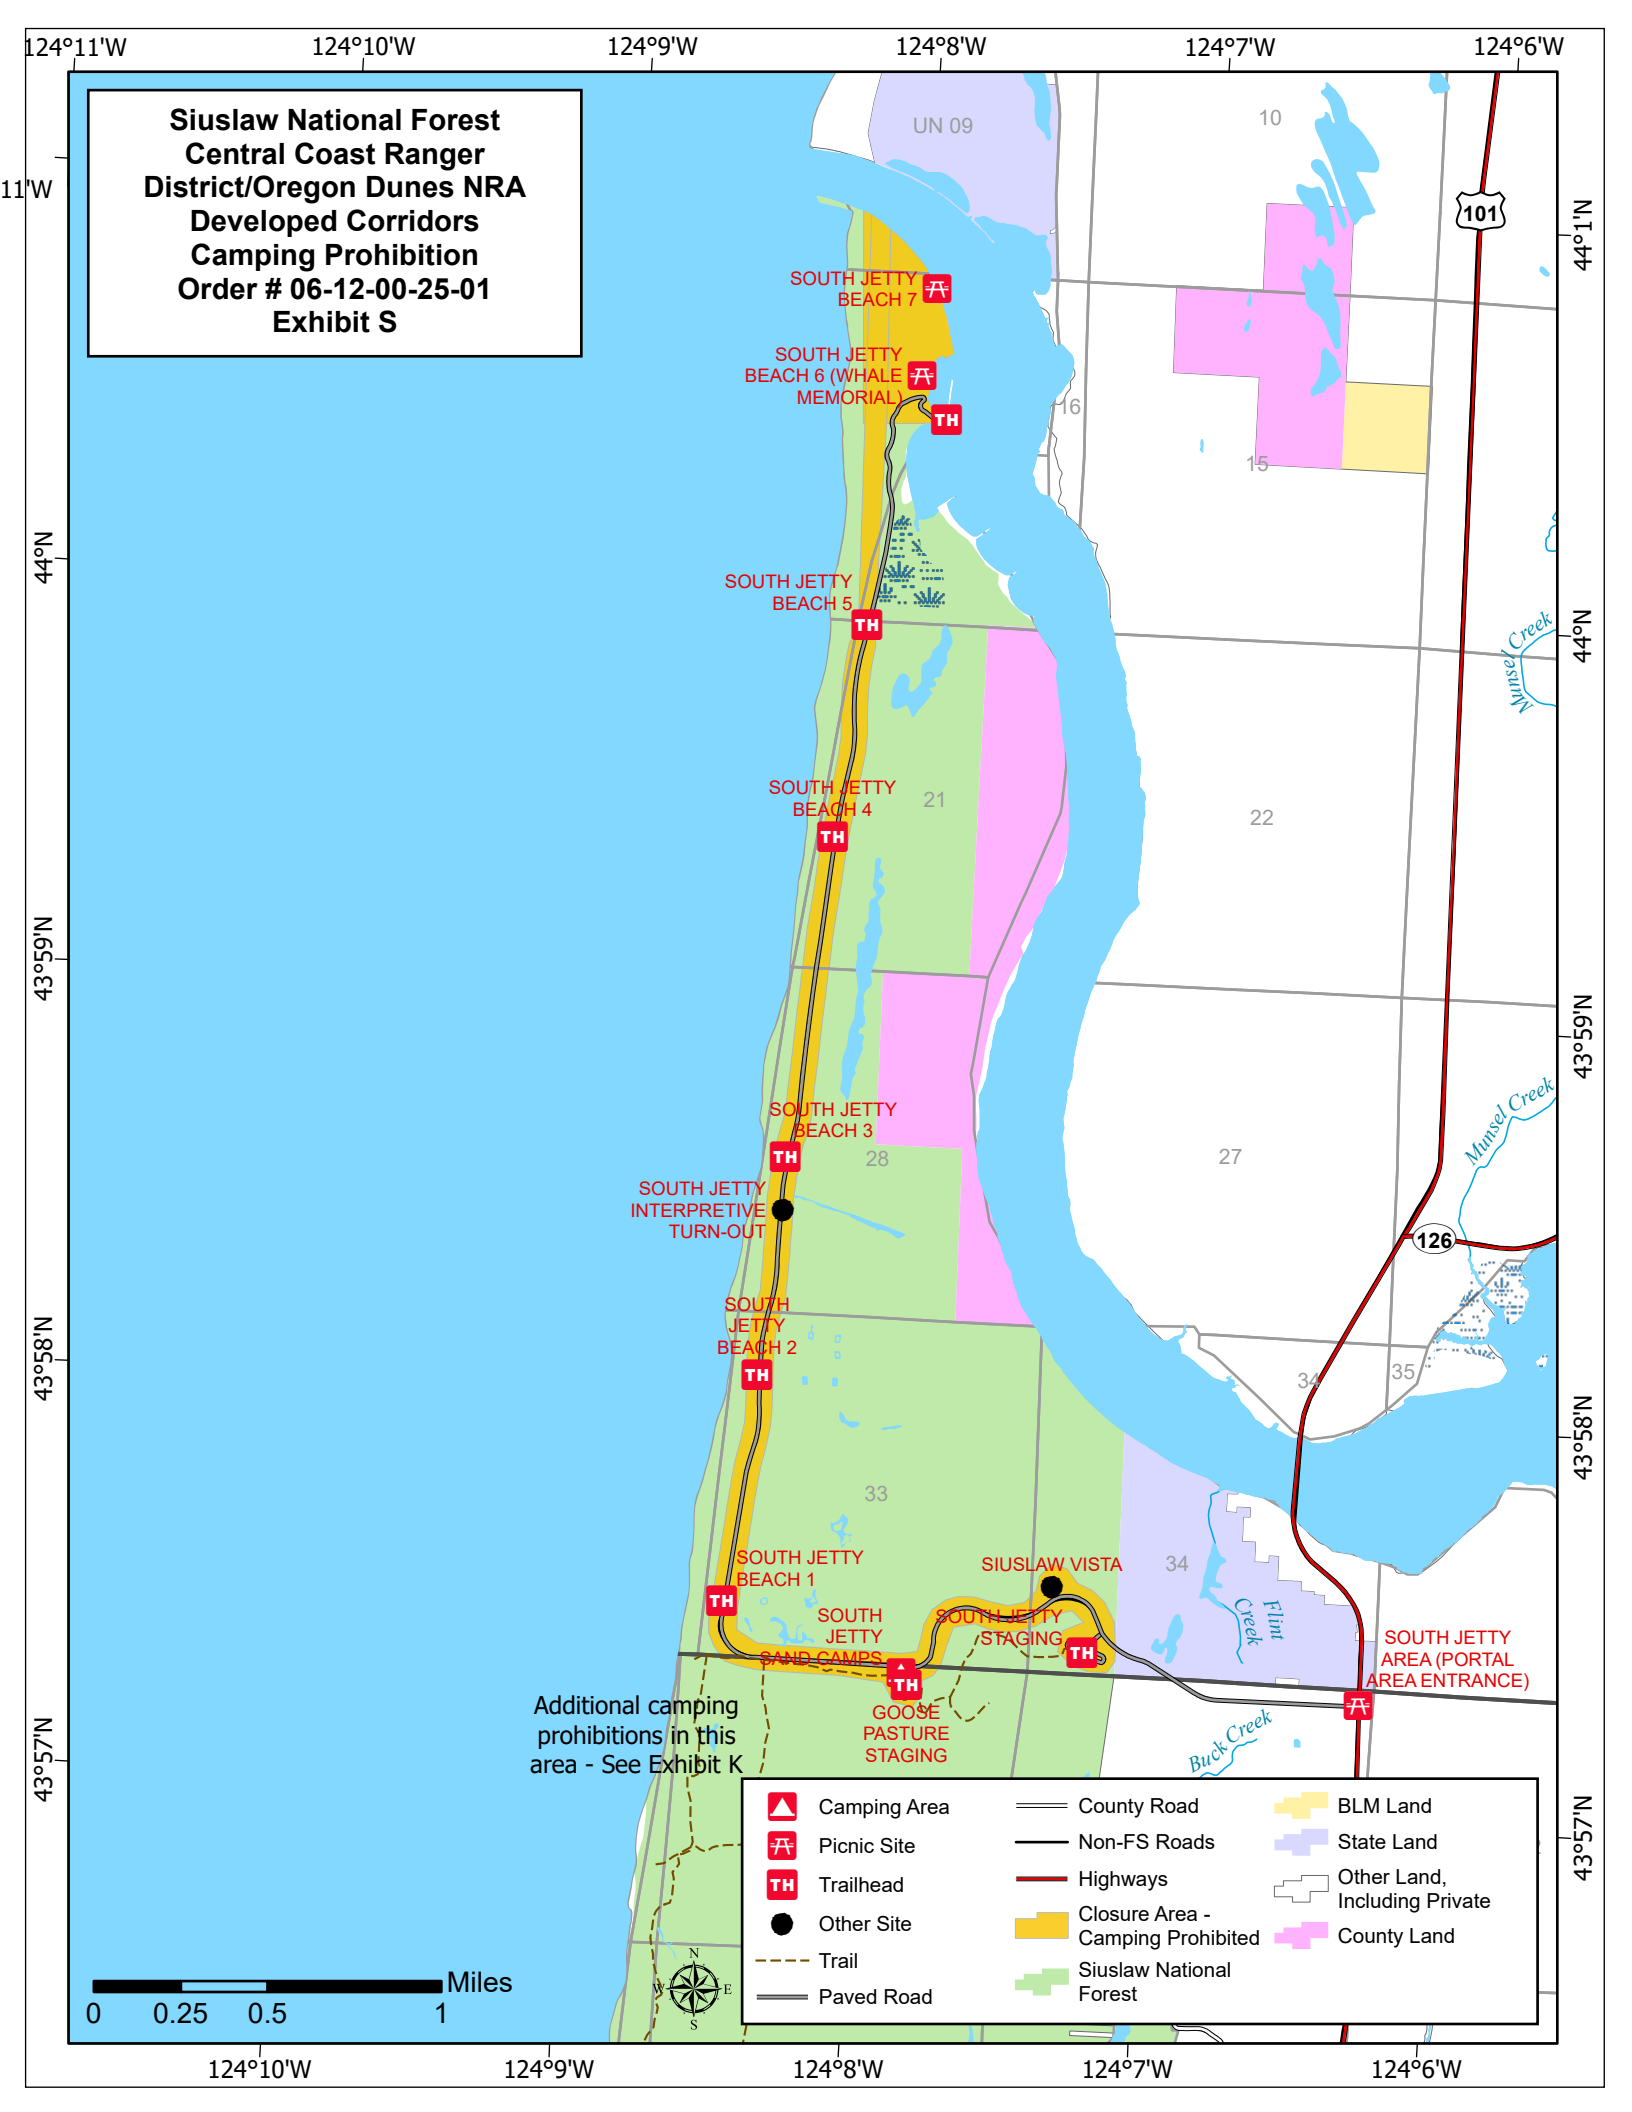 124°11'W
124°10'W
124°9'W
124°8'W
124°7'W
124°6'W
Siuslaw National Forest
Central Coast Ranger
District/Oregon Dunes NRA
Developed Corridors
Camping Prohibition
Order # 06-12-00-25-01
Exhibit S
11'W
UN 09
10
101
44°1'N
SOUTH JETTY
BEACH 7
SOUTH JETTY
BEACH 6 (WHALE
MEMORIAL)
TH
16
15
44°N
SOUTH JETTY
BEACH 5
TH
44°N
Munsel Creek
SOUTH JETTY
BEACH 4
TH
21
22
43°59'N
43°59'N
SOUTH JETTY
BEACH 3
TH
28
27
Munsel Creek
SOUTH JETTY
INTERPRETIVE
TURN-OUT
126
SOUTH
JETTY
BEACH 2
TH
43°58'N
34
35
43°58'N
33
SOUTH JETTY
BEACH 1
TH
SIUSLAW VISTA
34
Flint
Creek
SOUTH
JETTY
SAND CAMPS
SOUTH JETTY
STAGING
TH
SOUTH JETTY
AREA (PORTAL
AREA ENTRANCE)
TH
GOOSE
PASTURE
STAGING
Additional camping
prohibitions in this
area - See Exhibit K
Buck Creek
43°57'N
43°57'N
Camping Area
Picnic Site
TH Trailhead
Other Site
Trail
Paved Road
County Road
Non-FS Roads
Highways
Closure Area -
Camping Prohibited
Siuslaw National
Forest
BLM Land
State Land
Other Land,
Including Private
County Land
N
W E
S
Miles
0 0.25 0.5 1
124°10'W
124°9'W
124°8'W
124°7'W
124°6'W